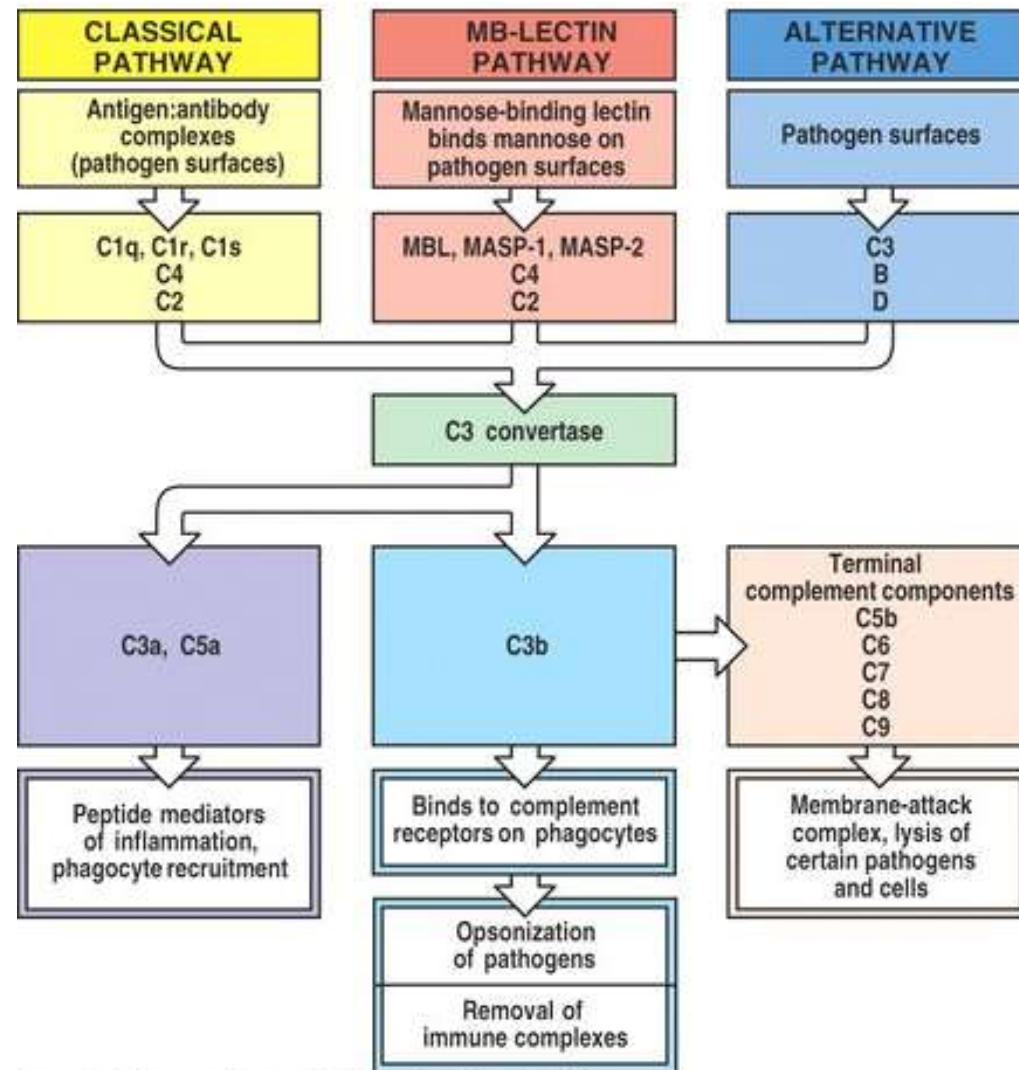 CLASSICAL
PATHWAY
MB-LECTIN
PATHWAY
ALTERNATIVE
PATHWAY
Antigen:antibody
complexes
(pathogen surfaces)
Mannose-binding lectin
binds mannose on
pathogen surfaces
Pathogen surfaces
C1q, C1r, C1s
C4
C2
MBL, MASP-1, MASP-2
C4
C2
C3
B
D
C3 convertase
C3a, C5a
C3b
Terminal
complement components
C5b
C6
C7
C8
C9
Peptide mediators
of inflammation,
phagocyte recruitment
Binds to complement
receptors on phagocytes
Membrane-attack
complex, lysis of
certain pathogens
and cells
Opsonization
of pathogens
Removal of
immune complexes